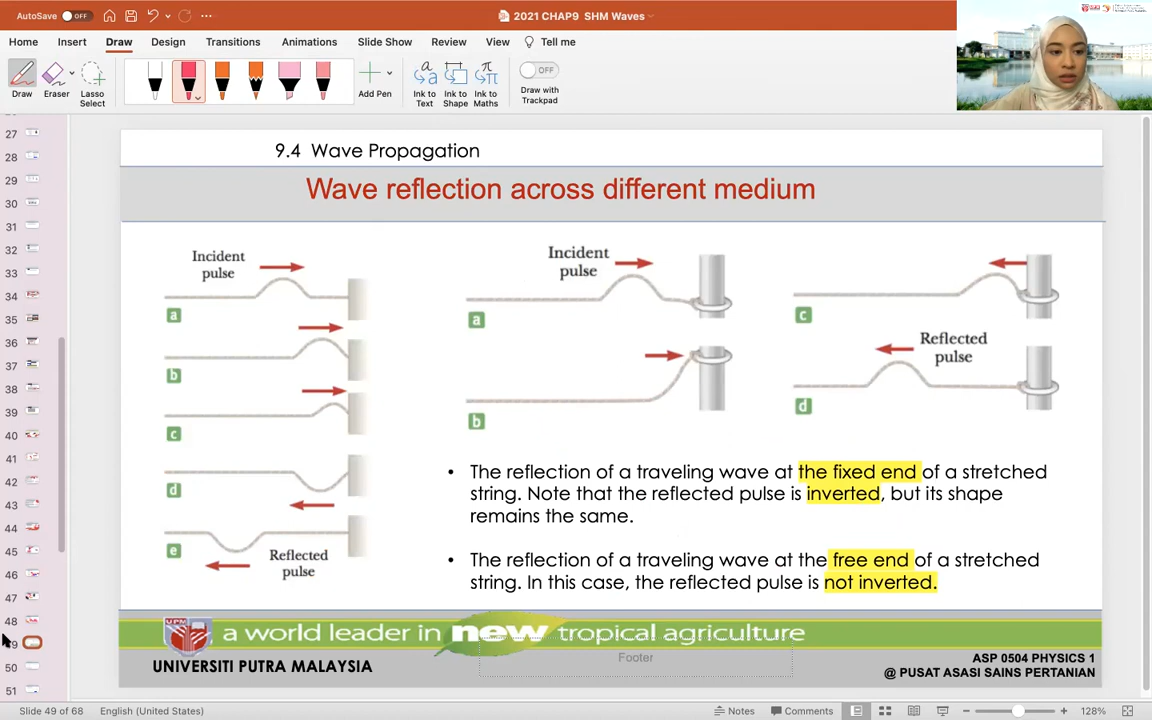 AutoSave OFF
2021 CHAP9 SHM Waves
Home Insert Draw Design Transitions Animations Slide Show Review View Tell me
Draw Eraser Lasso Select Add Pen Ink to Text Ink to Shape Ink to Maths OFF Draw with Trackpad
27
28
29
30
31
32
33
34
35
36
37
38
39
40
41
42
43
44
45
46
47
48
50
51
9.4 Wave Propagation
Wave reflection across different medium
Incident
pulse
a
b
c
d
e
Reflected
pulse
Incident
pulse
a
b
c
Reflected
pulse
d
• The reflection of a traveling wave at the fixed end of a stretched
string. Note that the reflected pulse is inverted, but its shape
remains the same.
• The reflection of a traveling wave at the free end of a stretched
string. In this case, the reflected pulse is not inverted.
UPM
a world leader in new tropical agriculture
UNIVERSITI PUTRA MALAYSIA
Footer
ASP 0504 PHYSICS 1
@ PUSAT ASASI SAINS PERTANIAN
Slide 49 of 68 English (United States) Notes Comments 128%